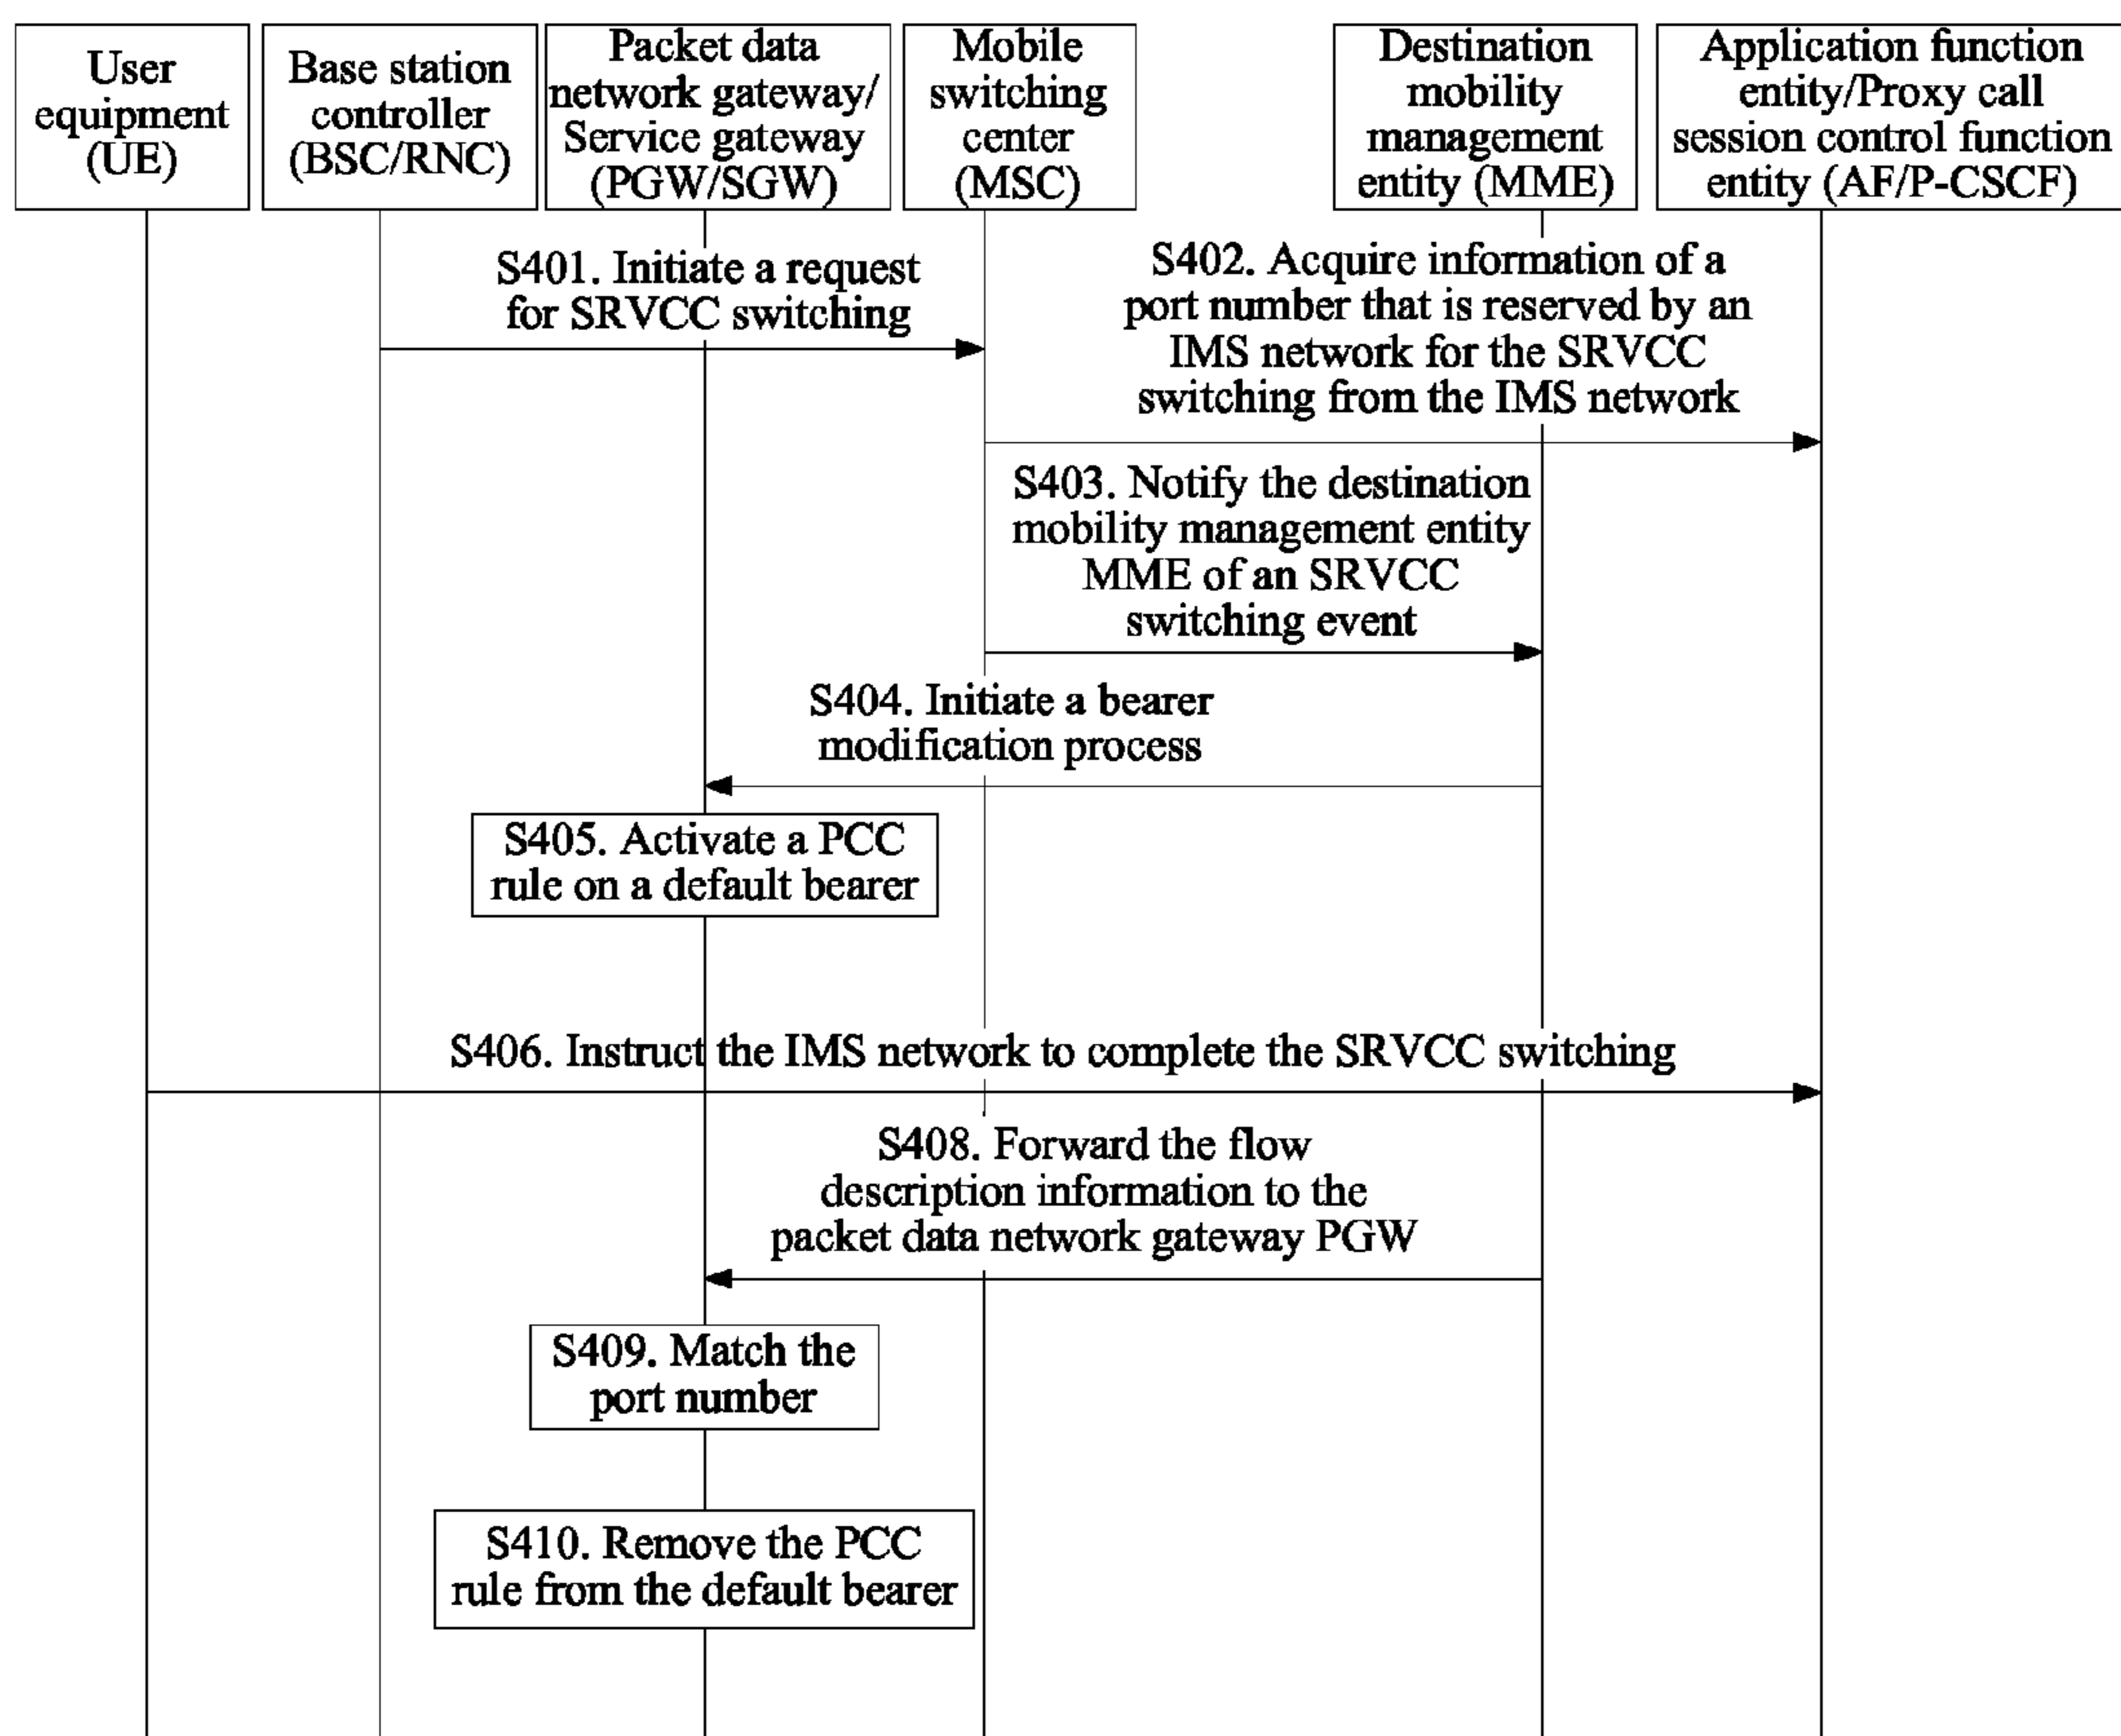 User
equipment
(UE)
Base station
controller
(BSC/RNC)
Packet data
network gateway/
Service gateway
(PGW/SGW)
Mobile
switching
center
(MSC)
Destination
mobility
management
entity (MME)
Application function
entity/Proxy call
session control function
entity (AF/P-CSCF)
S401. Initiate a request
for SRVCC switching
S402. Acquire information of a
port number that is reserved by an
IMS network for the SRVCC
switching from the IMS network
S403. Notify the destination
mobility management entity
MME of an SRVCC
switching event
S404. Initiate a bearer
modification process
S405. Activate a PCC
rule on a default bearer
S406. Instruct the IMS network to complete the SRVCC switching
S408. Forward the flow
description information to the
packet data network gateway PGW
S409. Match the
port number
S410. Remove the PCC
rule from the default bearer